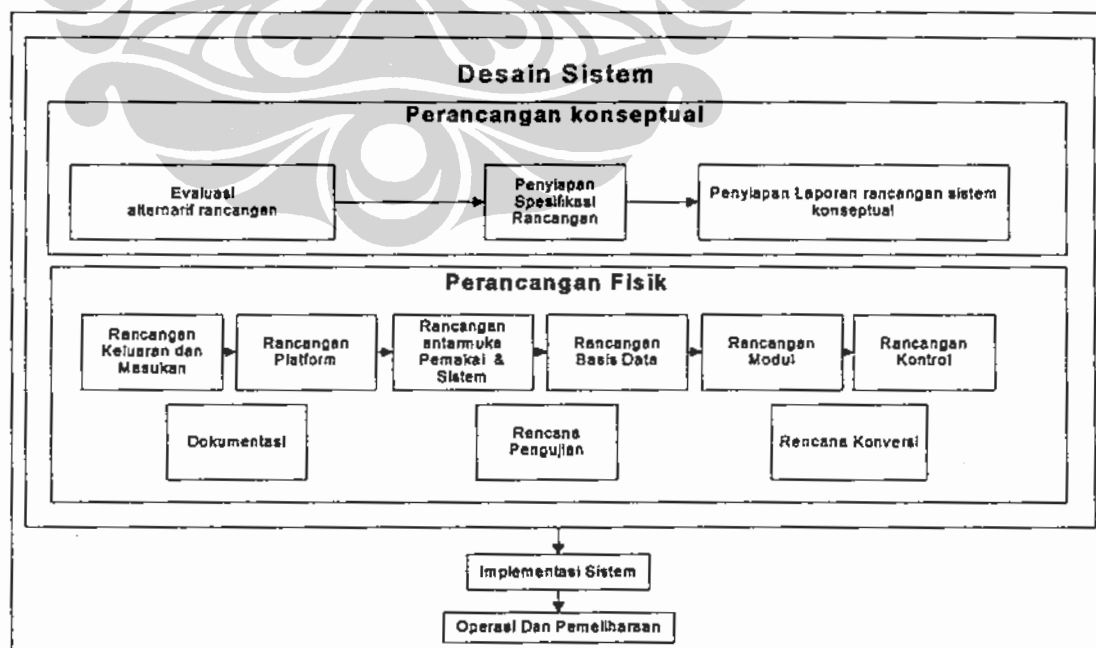 Desain Sistem
Perancangan konseptual
Evaluasi
alternatif rancangan
Penyiapan
Spesifikasi
Rancangan
Penyiapan Laporan rancangan sistem
konseptual
Perancangan Fisik
Rancangan
Keluaran dan
Masukan
Rancangan
Platform
Rancangan
antarmuka
Pemakai &
Sistem
Rancangan
Basis Data
Rancangan
Modul
Rancangan
Kontrol
Dokumentasi
Rencana
Pengujian
Rencana Konversi
Implementasi Sistem
Operasi Dan Pemeliharaan